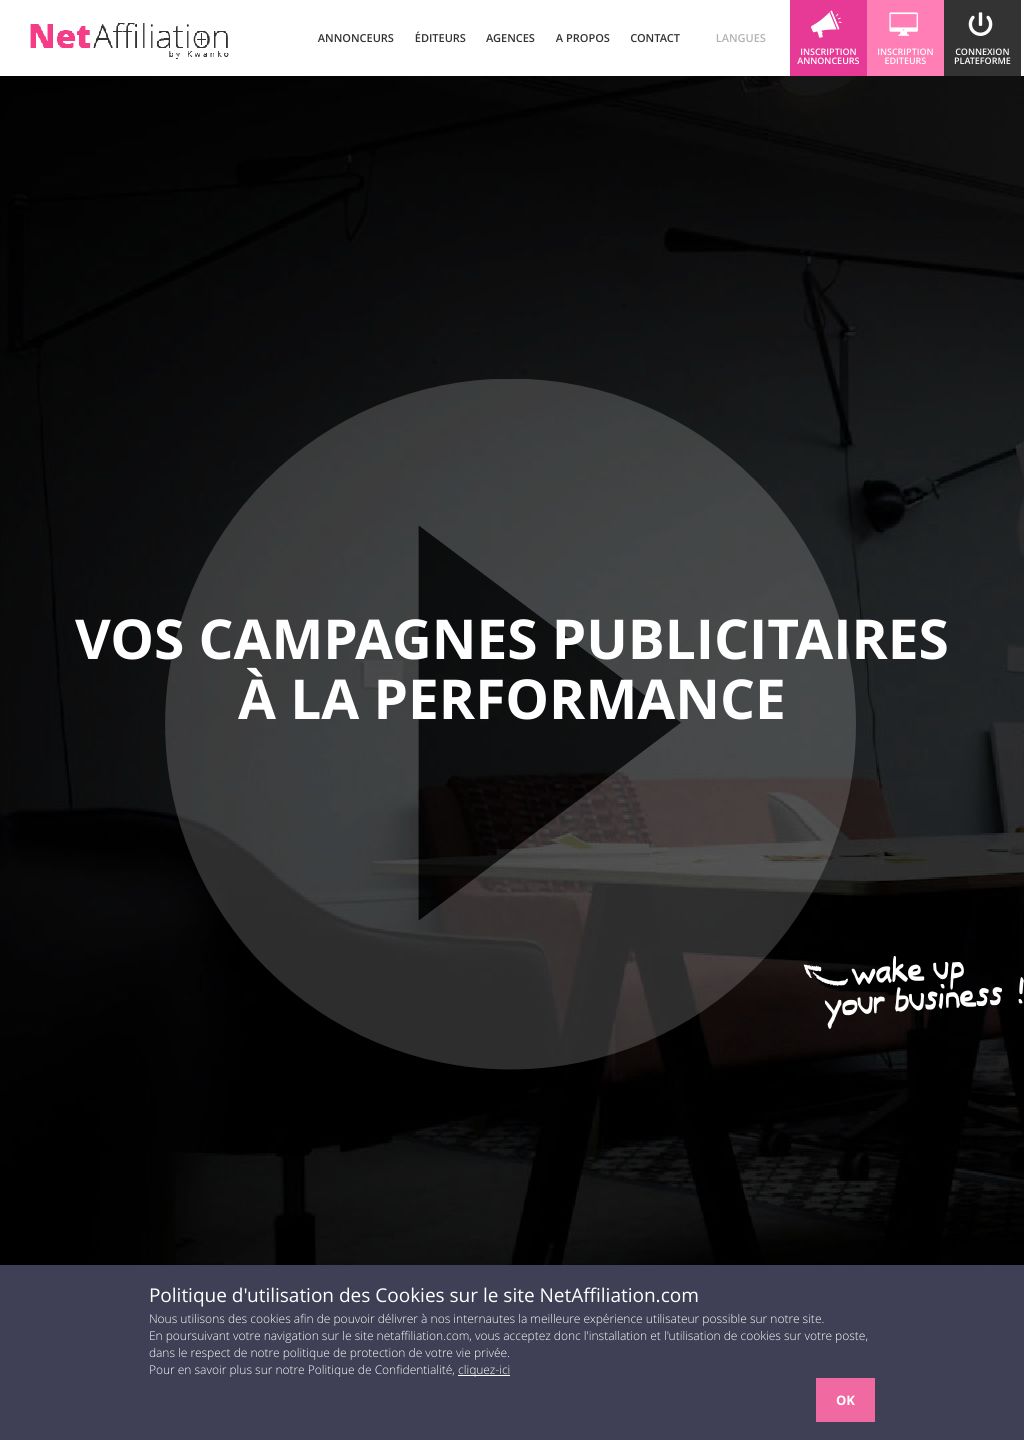 NetAffiliation
by Kwanko
ANNONCEURS ÉDITEURS AGENCES A PROPOS CONTACT LANGUES
INSCRIPTION ANNONCEURS
INSCRIPTION EDITEURS
CONNEXION PLATEFORME
VOS CAMPAGNES PUBLICITAIRES
À LA PERFORMANCE
wake up
your business !
Politique d'utilisation des Cookies sur le site NetAffiliation.com
Nous utilisons des cookies afin de pouvoir délivrer à nos internautes la meilleure expérience utilisateur possible sur notre site.
En poursuivant votre navigation sur le site netaffiliation.com, vous acceptez donc l'installation et l'utilisation de cookies sur votre poste,
dans le respect de notre politique de protection de votre vie privée.
Pour en savoir plus sur notre Politique de Confidentialité, cliquez-ici
OK